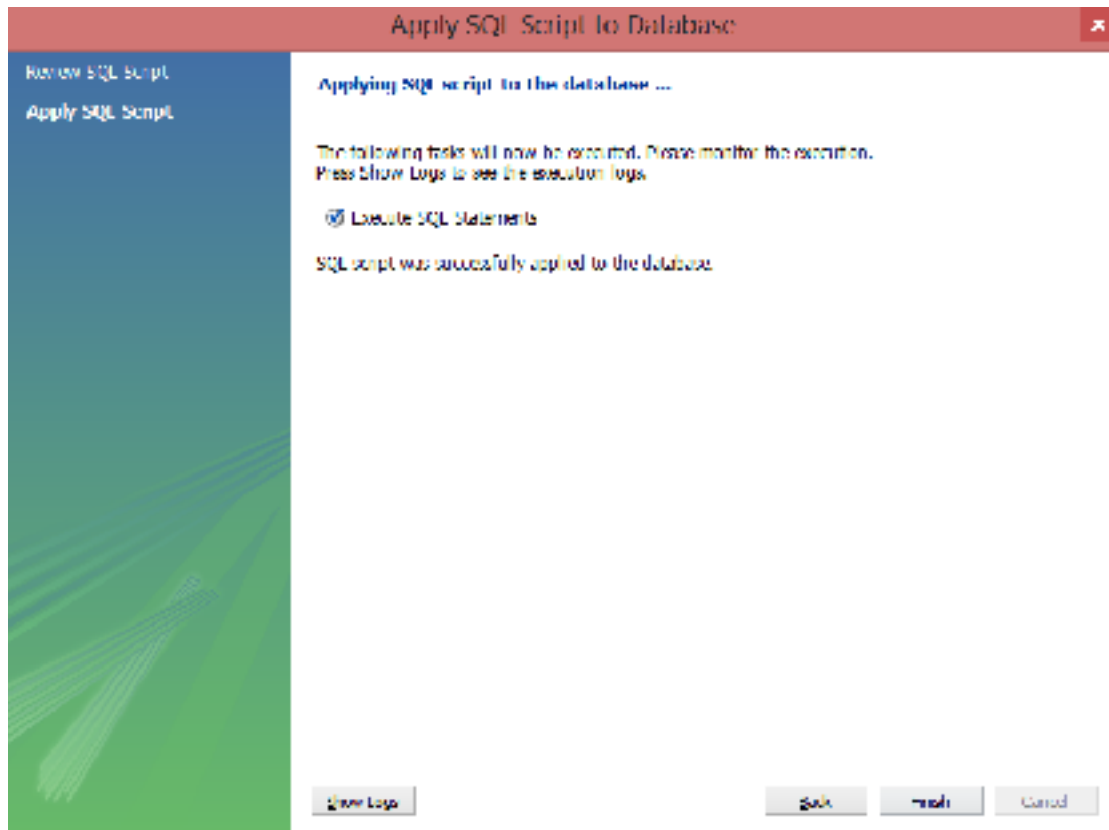 Apply SQL Script to Database
Review SQL Script
Apply SQL Script
Applying SQL script to the database ...
The following tasks will now be executed. Please monitor the execution.
Press Show Logs to see the execution logs.
Execute SQL Statements
SQL script was successfully applied to the database.
Show Logs
Back
Finish
Cancel